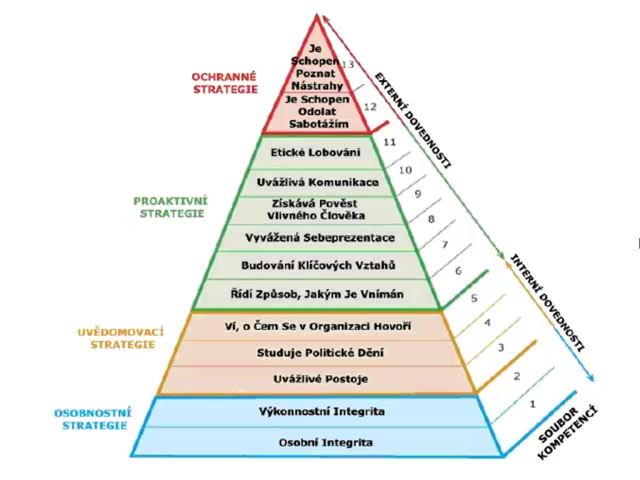 Je
Schopen
Poznat
Nástrahy
13
OCHRANNÉ
STRATEGIE
Je Schopen
Odolat
Sabotážím
12
EXTERNÍ DOVEDNOSTI
Etické Lobování
11
Uvážlivá Komunikace
10
PROAKTIVNÍ
STRATEGIE
Získává Pověst
Vlivného Člověka
9
Vyvážená Sebeprezentace
8
Budování Klíčových Vztahů
7
Řídí Způsob, Jakým Je Vnímán
6
INTERNÍ DOVEDNOSTI
UVĚDOMOVACÍ
STRATEGIE
Ví, o Čem Se v Organizaci Hovoří
5
Studuje Politické Dění
4
Uvážlivé Postoje
3
OSOBNOSTNÍ
STRATEGIE
Výkonnostní Integrita
2
Osobní Integrita
1
SOUBOR
KOMPETENCÍ